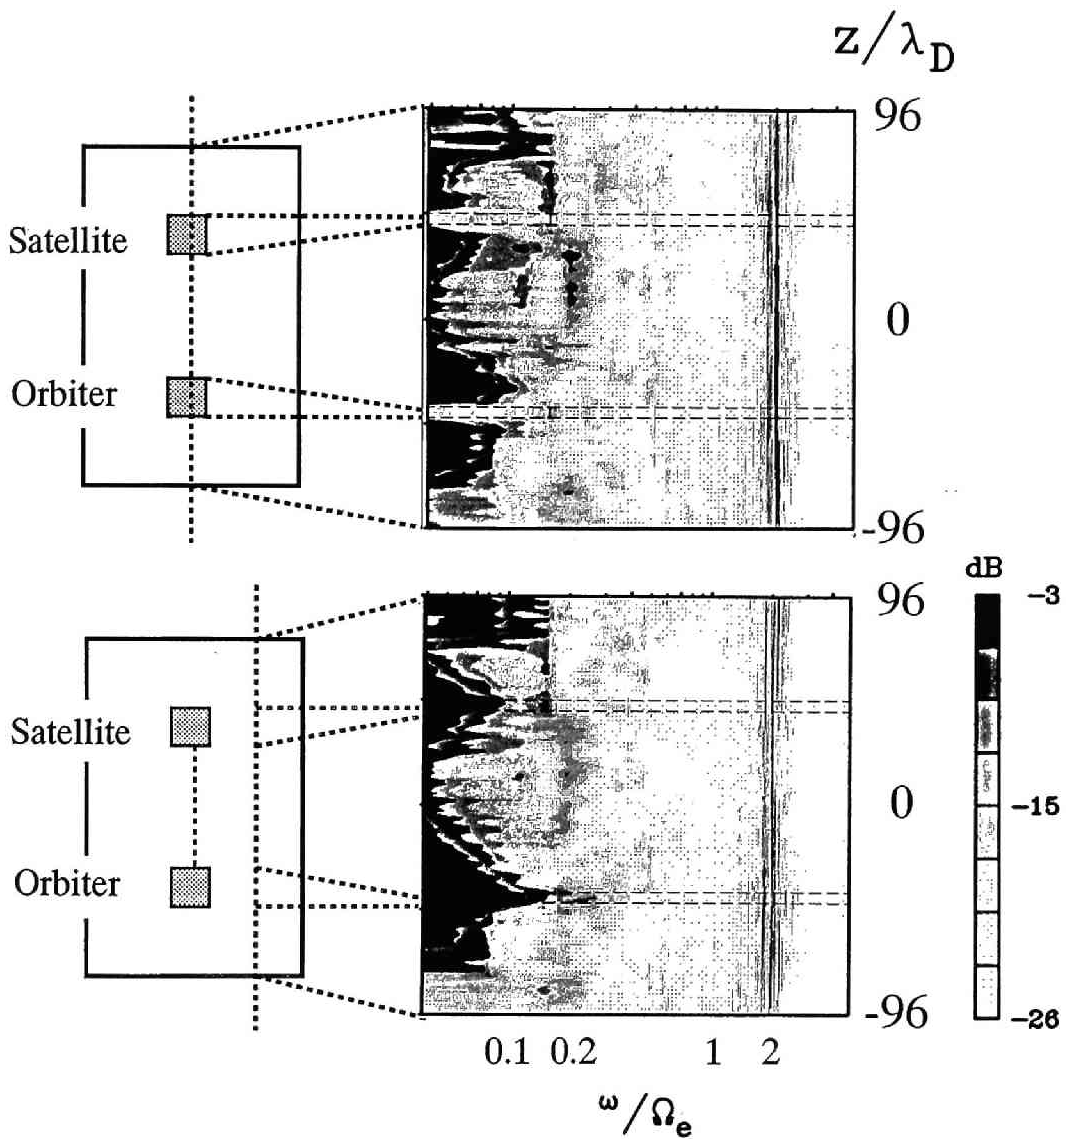 z/λD
96
Satellite
0
Orbiter
-96
dB
96
-3
Satellite
0
-15
Orbiter
-96
-26
0.1 0.2 1 2
ω/Ωe